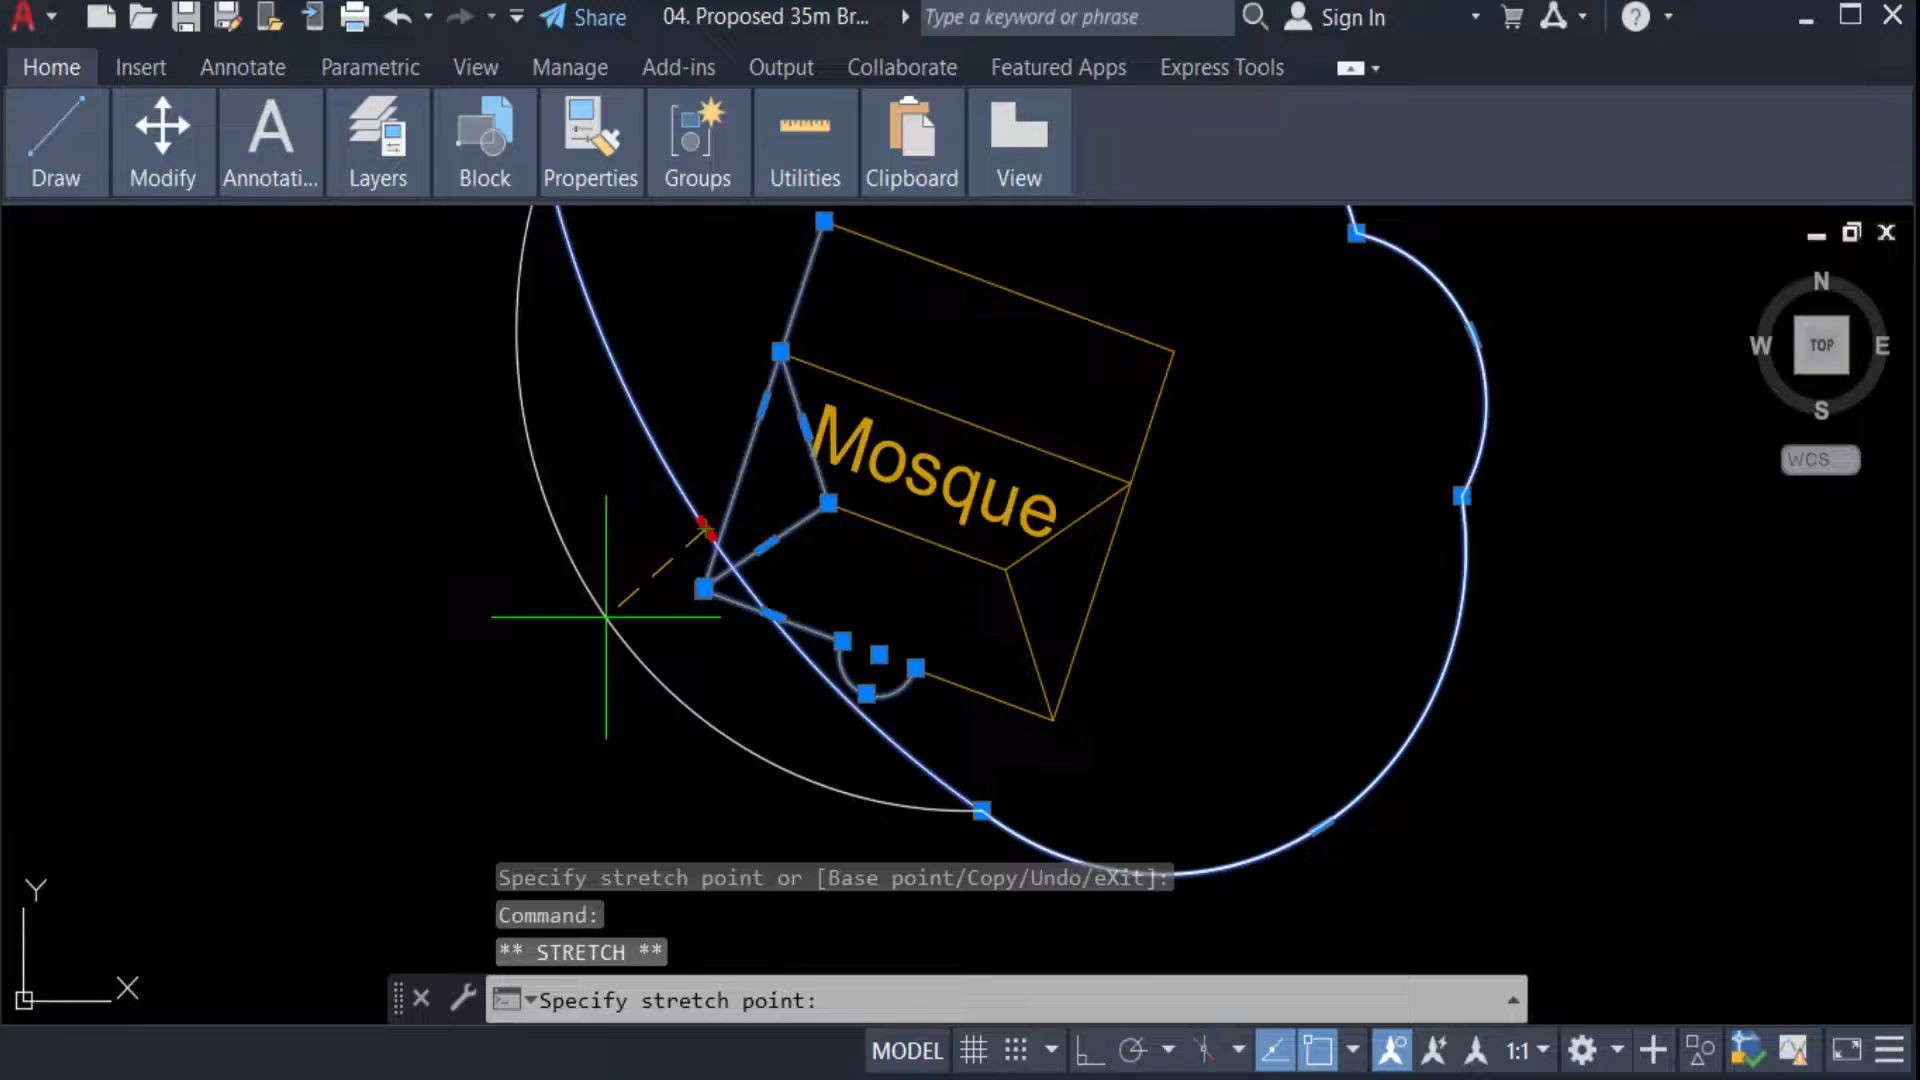 Share
04. Proposed 35m Br...
Type a keyword or phrase
Sign In
Home
Insert
Annotate
Parametric
View
Manage
Add-ins
Output
Collaborate
Featured Apps
Express Tools
Draw
Modify
Annotati...
Layers
Block
Properties
Groups
Utilities
Clipboard
View
N
W
TOP
E
S
WCS
Mosque
Specify stretch point or [Base point/Copy/Undo/eXit]:
Command:
** STRETCH **
Specify stretch point:
Y
X
MODEL
1:1